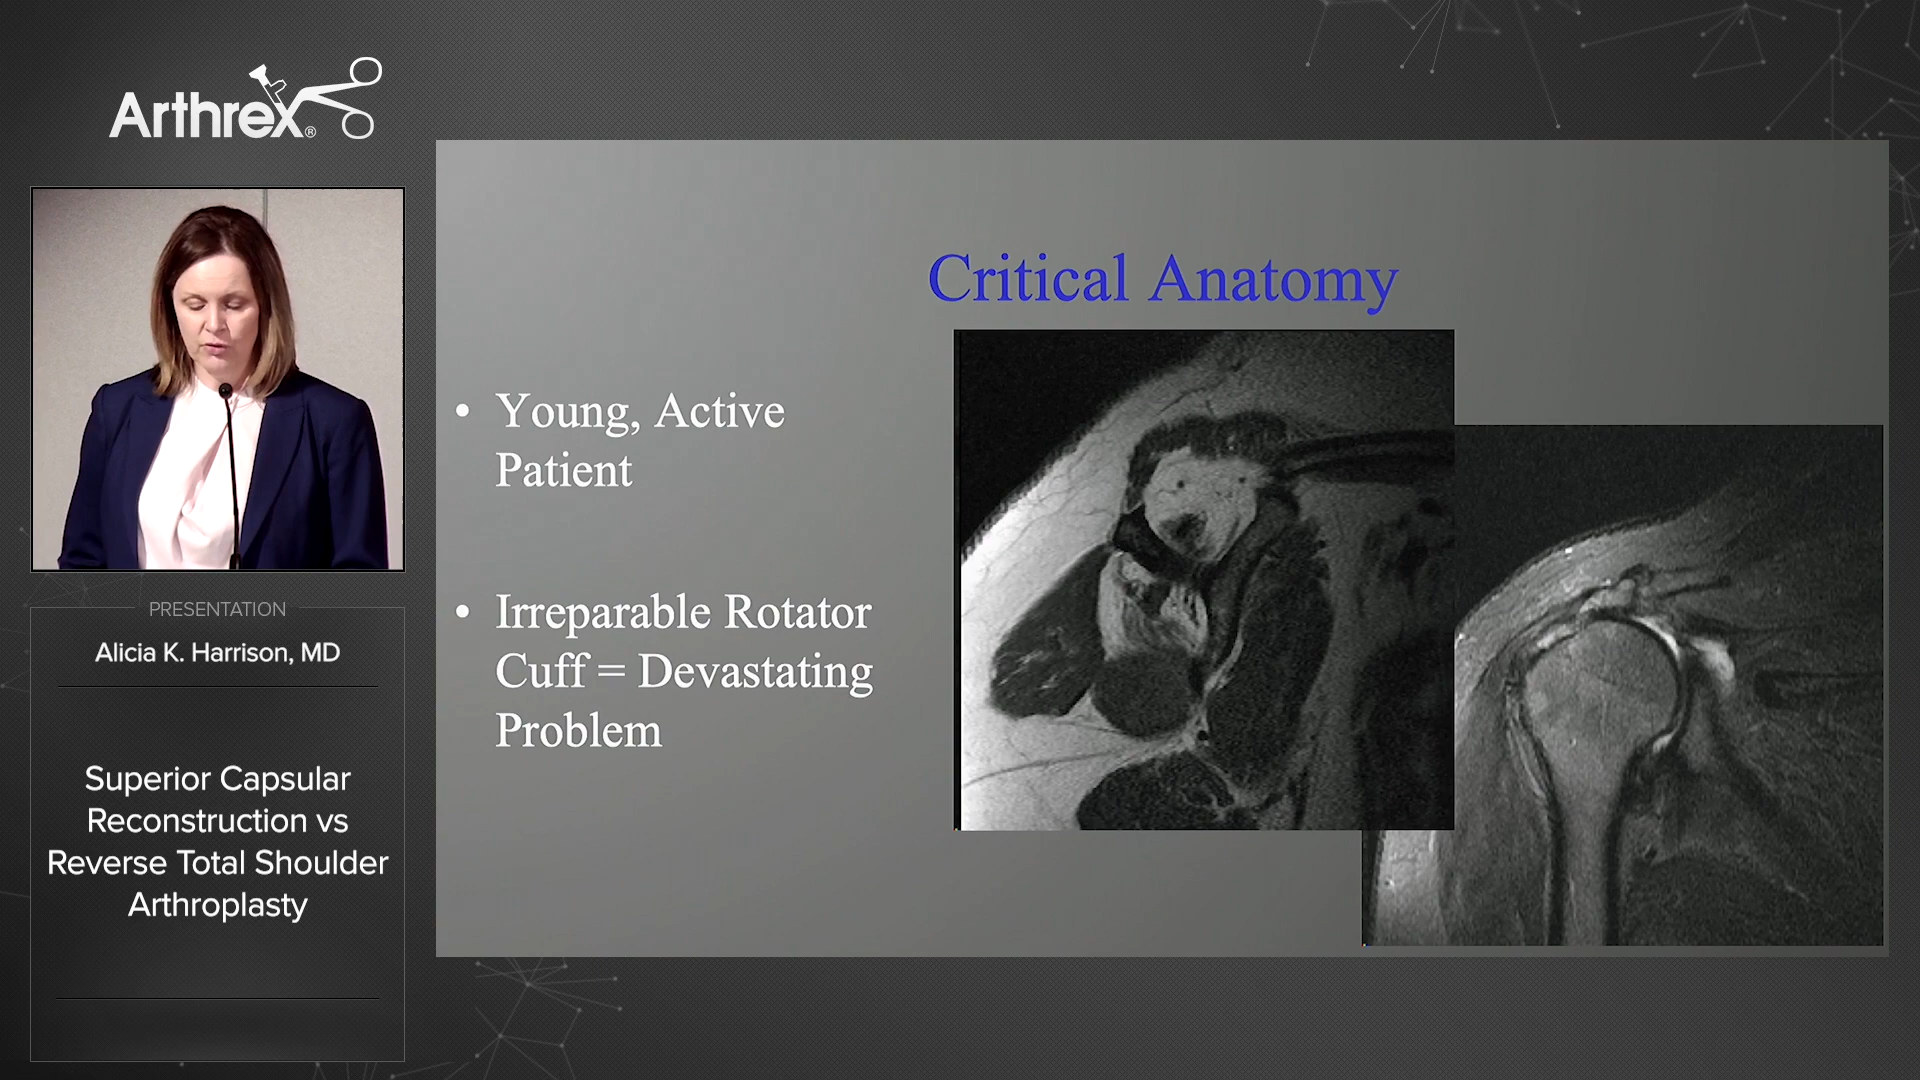 Arthrex®
PRESENTATION
Alicia K. Harrison, MD
Superior Capsular
Reconstruction vs
Reverse Total Shoulder
Arthroplasty
Critical Anatomy
• Young, Active
Patient
• Irreparable Rotator
Cuff = Devastating
Problem